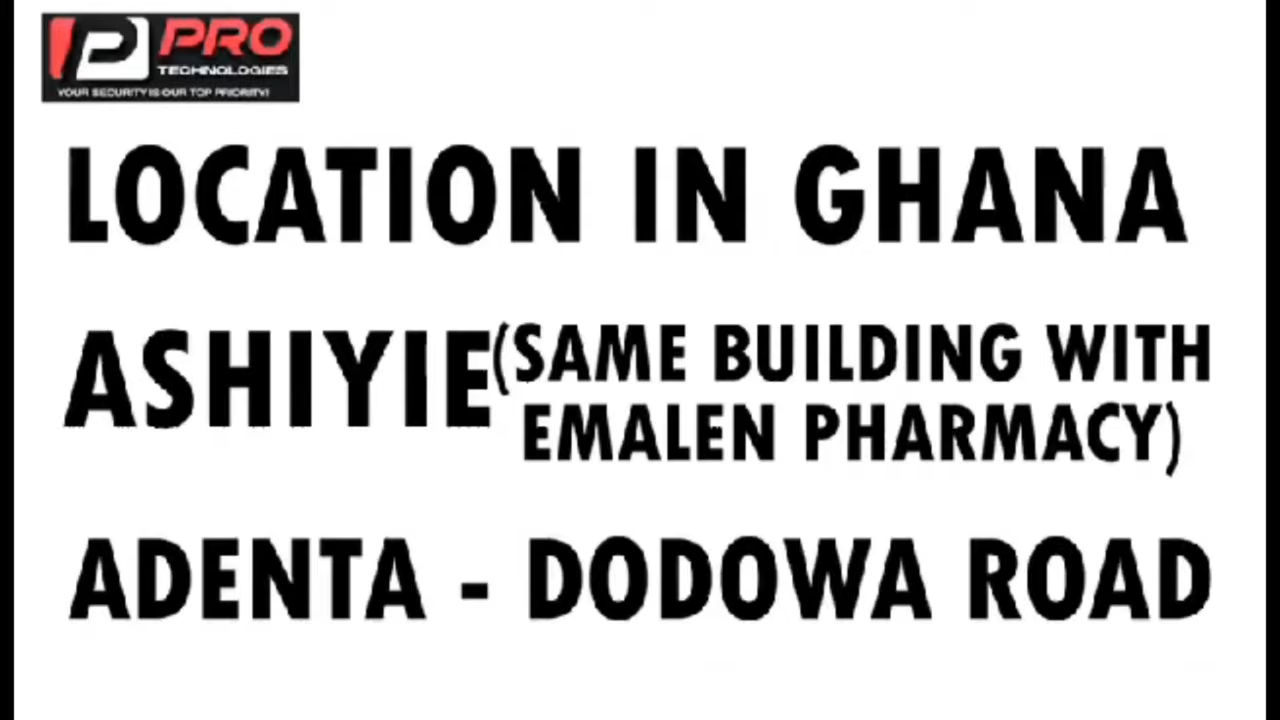 PRO
TECHNOLOGIES
YOUR SECURITY IS OUR TOP PRIORITY!
LOCATION IN GHANA
ASHIYIE (SAME BUILDING WITH
EMALEN PHARMACY)
ADENTA - DODOWA ROAD